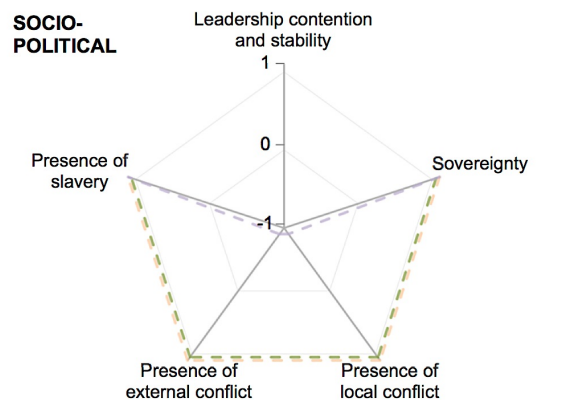 SOCIO-
POLITICAL
Leadership contention
and stability
1
0
-1
Presence of
slavery
Sovereignty
Presence of
external conflict
Presence of
local conflict